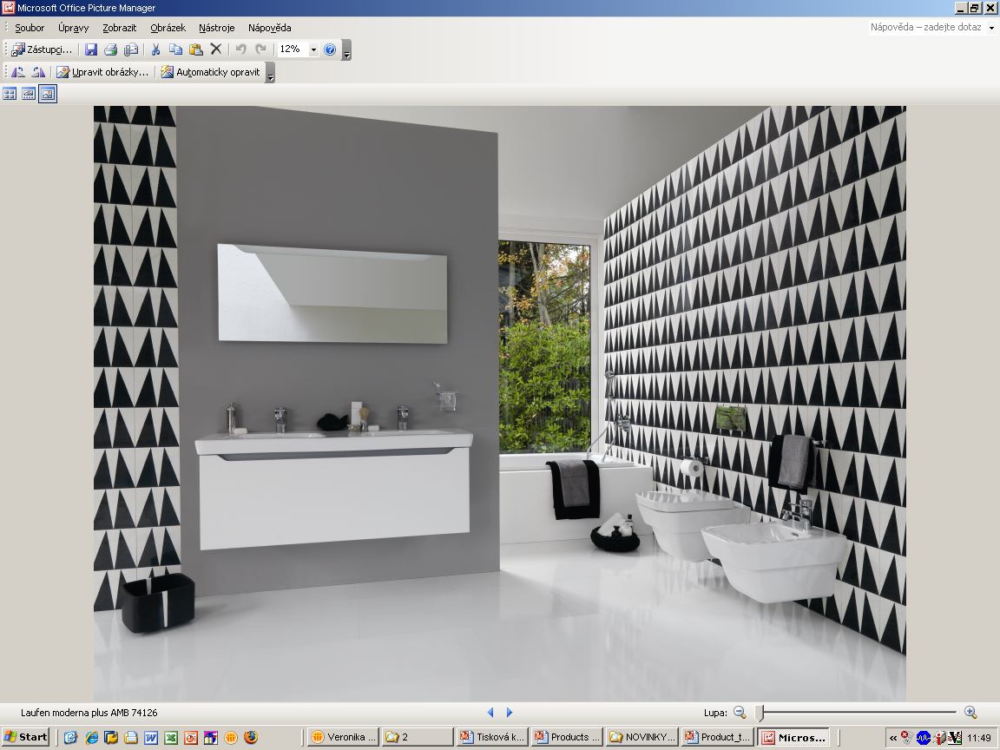 Microsoft Office Picture Manager
Soubor Úpravy Zobrazit Obrázek Nástroje Nápověda Nápověda – zadejte dotaz
Zástupci... 12%
Upravit obrázky... Automaticky opravit
Laufen moderna plus AMB 74126 Lupa:
Start Veronika ... 2 Tisková k... Products ... NOVINKY... Product_t... Micros... « 11:49